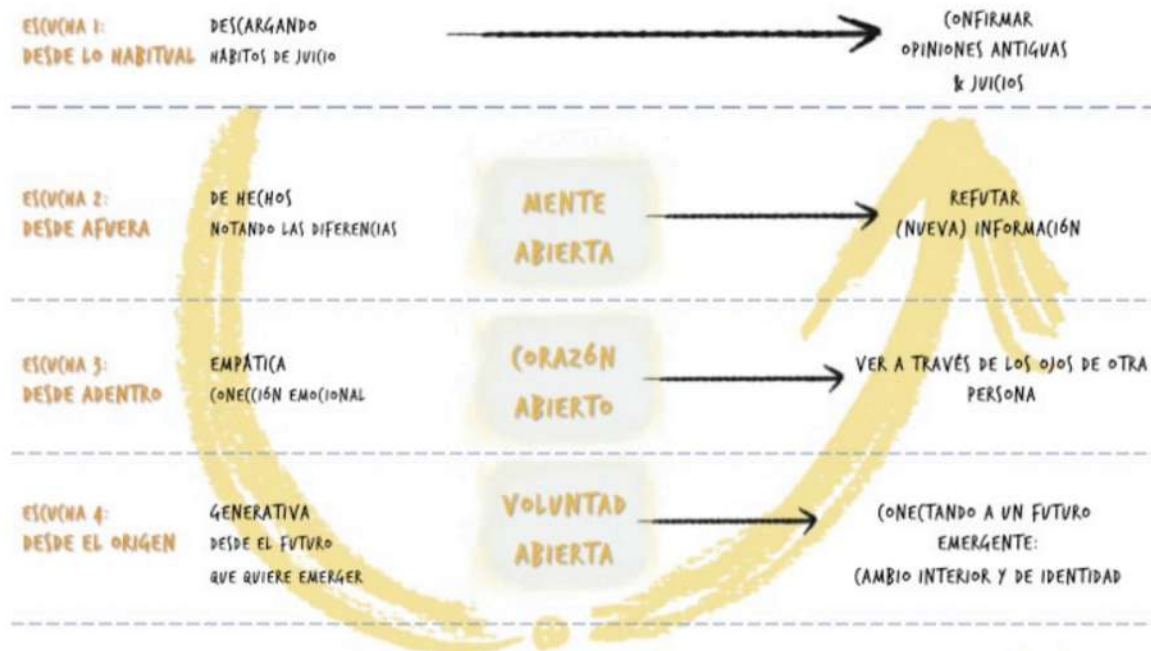 ESCUCHA 1:
DESDE LO HABITUAL
DESCARGANDO
HÁBITOS DE JUICIO
CONFIRMAR
OPINIONES ANTIGUAS
& JUICIOS
ESCUCHA 2:
DESDE AFUERA
DE HECHOS
NOTANDO LAS DIFERENCIAS
MENTE
ABIERTA
REFUTAR
(NUEVA) INFORMACIÓN
ESCUCHA 3:
DESDE ADENTRO
EMPÁTICA
CONECCIÓN EMOCIONAL
CORAZÓN
ABIERTO
VER A TRAVÉS DE LOS OJOS DE OTRA
PERSONA
ESCUCHA 4:
DESDE EL ORIGEN
GENERATIVA
DESDE EL FUTURO
QUE QUIERE EMERGER
VOLUNTAD
ABIERTA
CONECTANDO A UN FUTURO
EMERGENTE:
CAMBIO INTERIOR Y DE IDENTIDAD